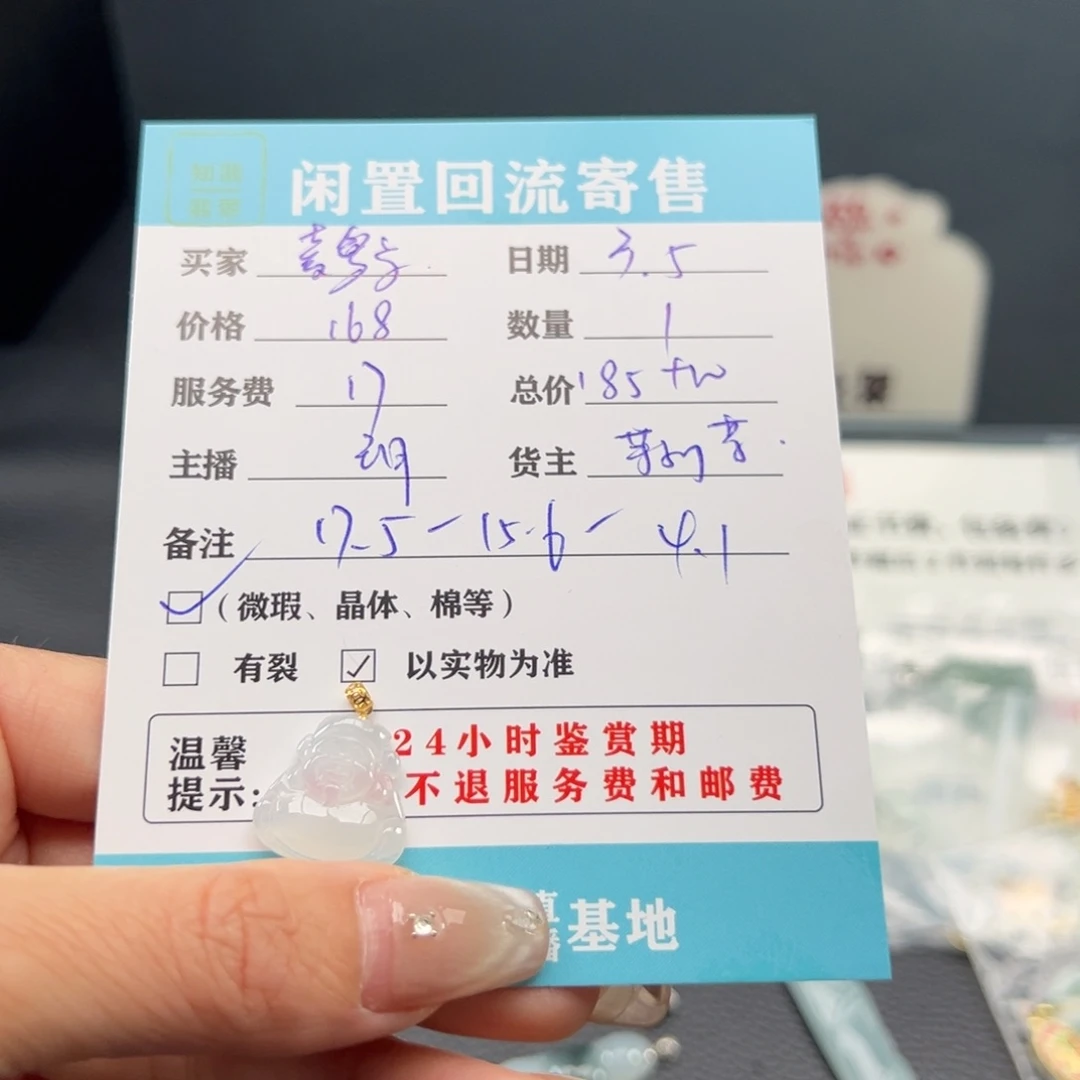 闲置回流寄售
买家 日期 3.5
价格 168 数量 1
服务费 17 总价 185 +w
主播 玥 货主
备注 17.5-15.6-4.1
(微瑕、晶体、棉等)
有裂 以实物为准
温馨 24小时鉴赏期
提示: 不退服务费和邮费
直播基地